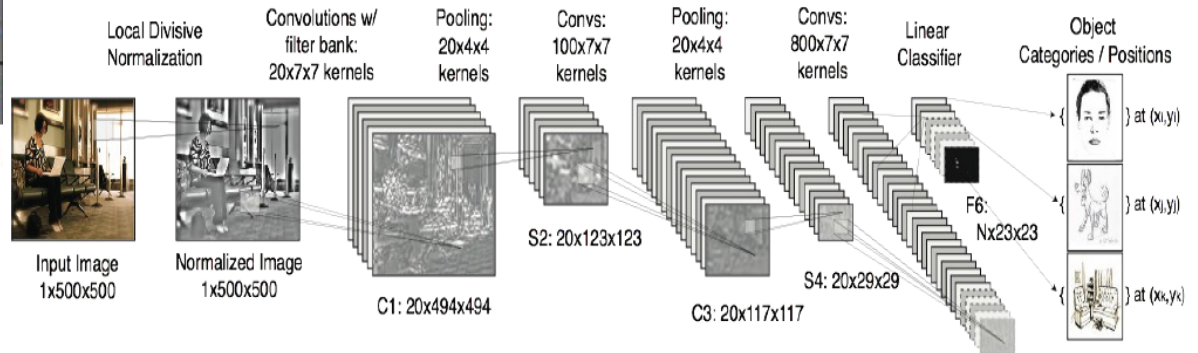 Local Divisive
Normalization
Convolutions w/
filter bank:
20x7x7 kernels
Pooling:
20x4x4
kernels
Convs:
100x7x7
kernels
Pooling:
20x4x4
kernels
Convs:
800x7x7
kernels
Linear
Classifier
Object
Categories / Positions
{ } at (xi,yi)
{ } at (xj,yj)
{ } at (xk,yk)
Input Image
1x500x500
Normalized Image
1x500x500
C1: 20x494x494
S2: 20x123x123
C3: 20x117x117
S4: 20x29x29
F6:
Nx23x23